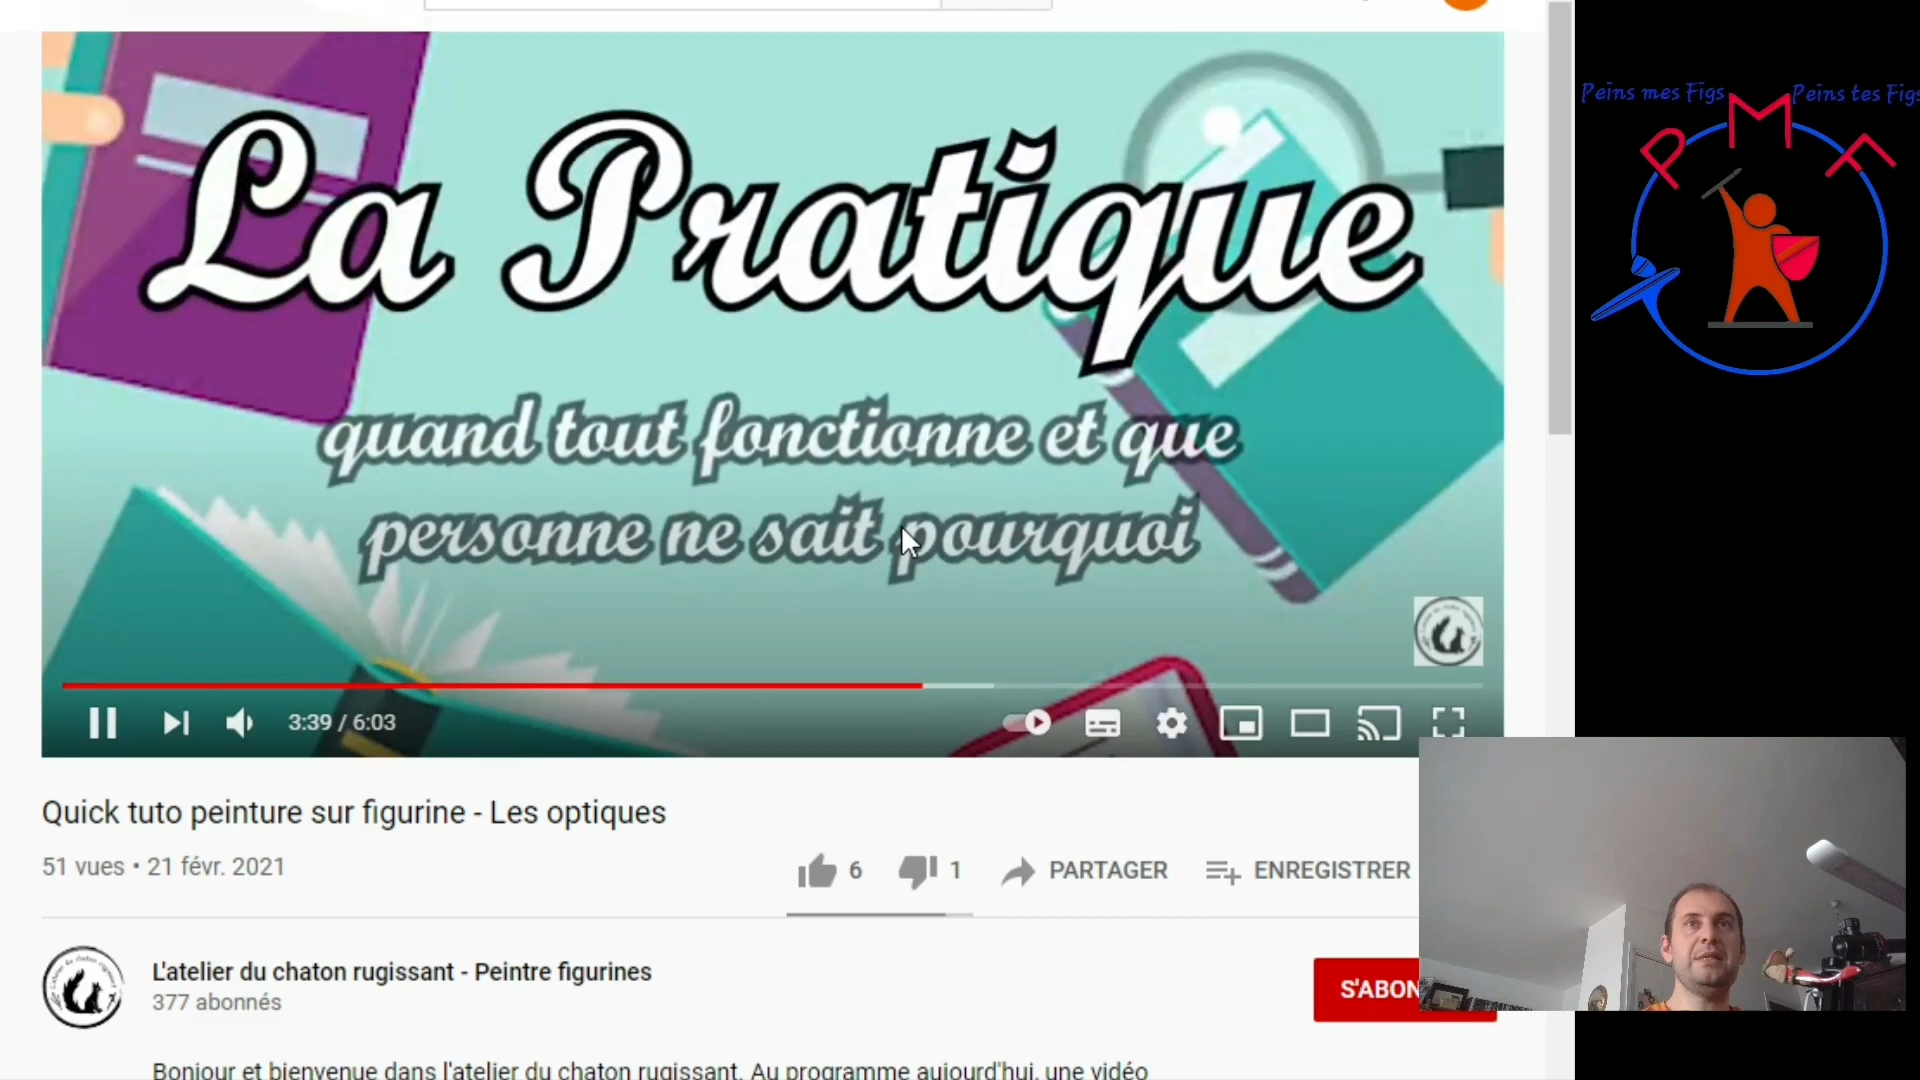 Peins mes Figs Peins tes Figs
P M F
La Pratique
quand tout fonctionne et que
personne ne sait pourquoi
3:39 / 6:03
Quick tuto peinture sur figurine - Les optiques
51 vues • 21 févr. 2021
6 1 PARTAGER ENREGISTRER
L'atelier du chaton rugissant - Peintre figurines
377 abonnés
S'ABON
Bonjour et bienvenue dans l'atelier du chaton rugissant. Au programme aujourd'hui, une vidéo